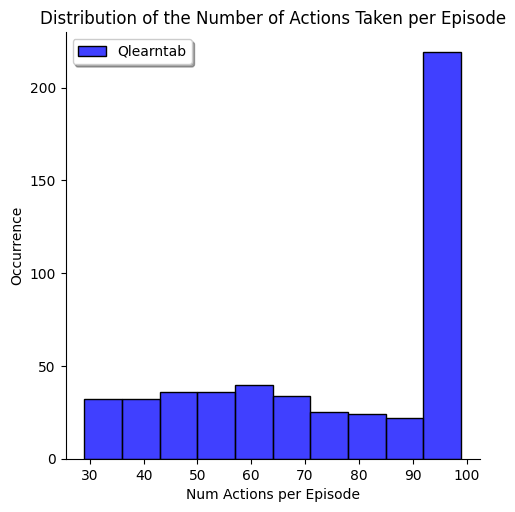 Distribution of the Number of Actions Taken per Episode
Qlearntab
200
150
100
50
0
Occurrence
30 40 50 60 70 80 90 100
Num Actions per Episode